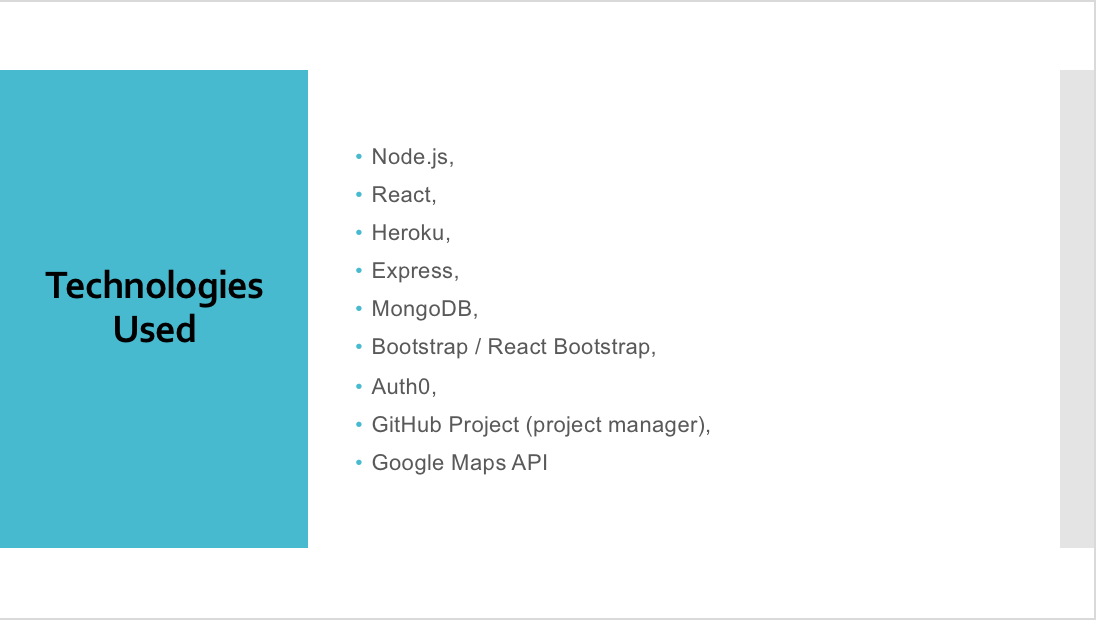 Technologies
Used
• Node.js,
• React,
• Heroku,
• Express,
• MongoDB,
• Bootstrap / React Bootstrap,
• Auth0,
• GitHub Project (project manager),
• Google Maps API